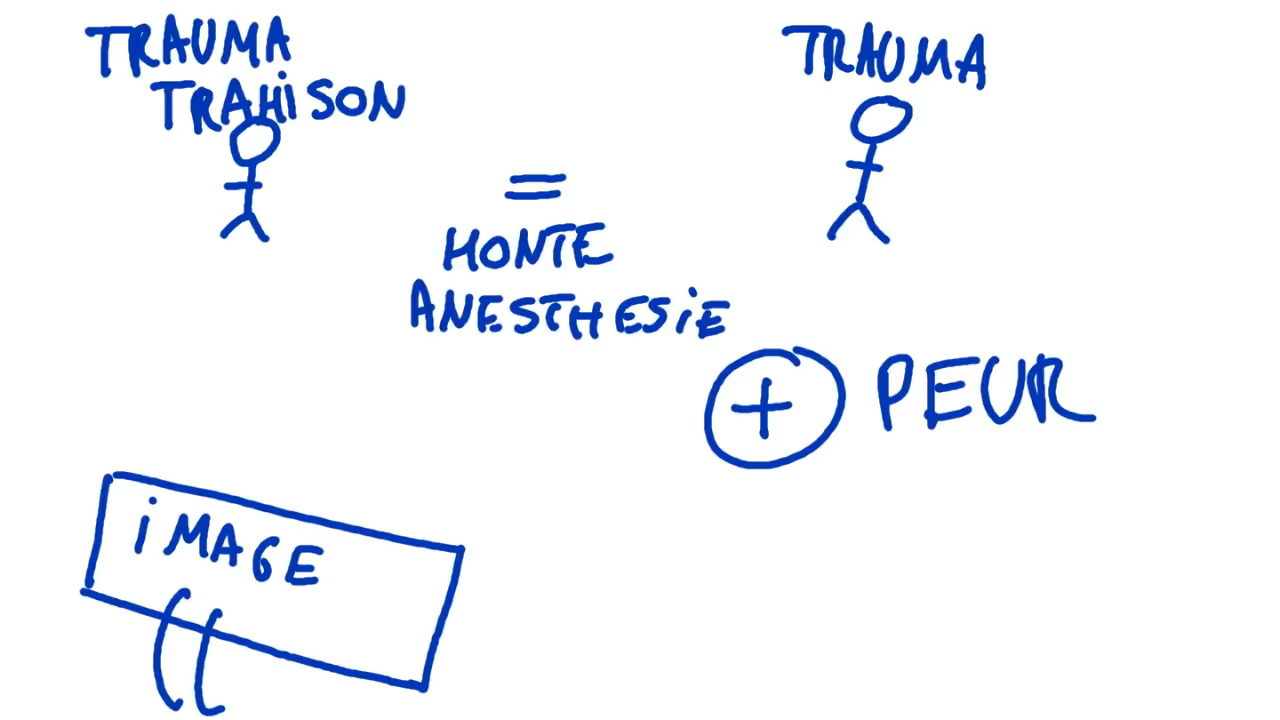 TRAUMA
TRAHiSON
TRAUMA
=
HONTE
ANESTHESiE
+ PEUR
iMAGE